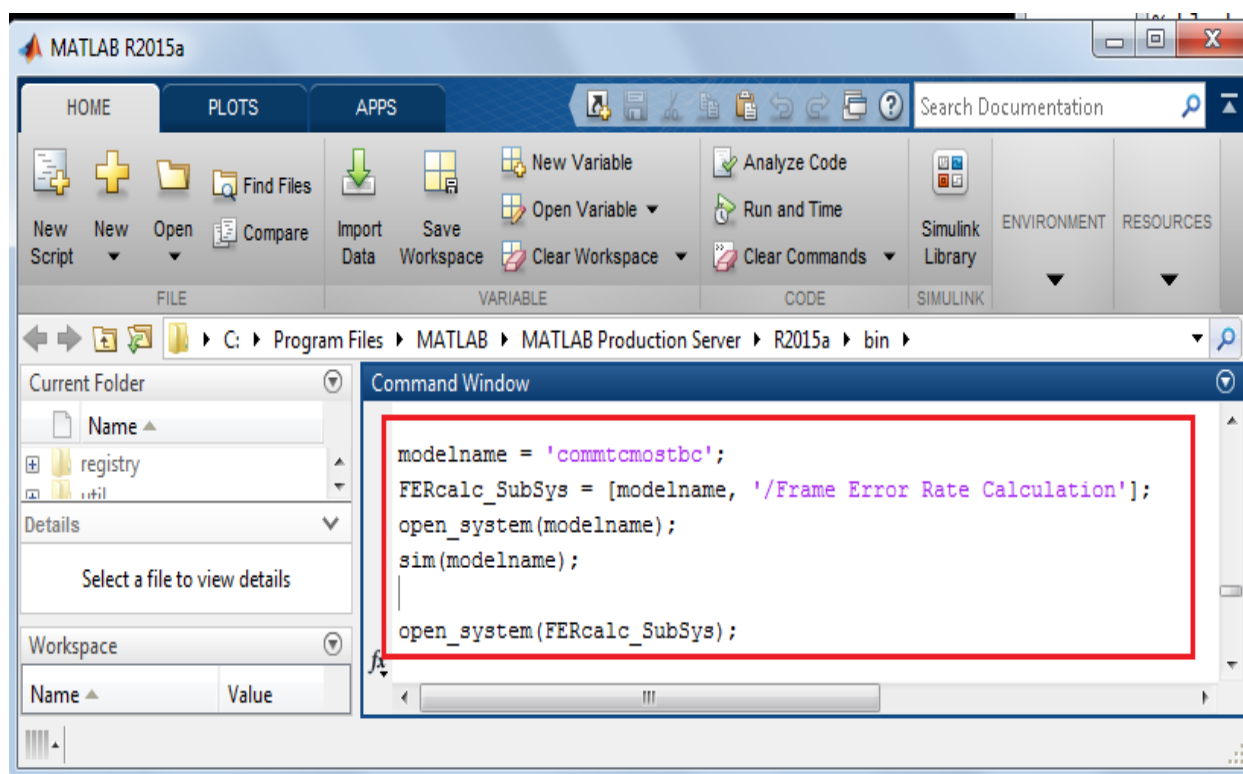 MATLAB R2015a
HOME PLOTS APPS Search Documentation
New Script
New
Open
Find Files
Compare
Import Data
Save Workspace
New Variable
Open Variable
Clear Workspace
Analyze Code
Run and Time
Clear Commands
Simulink Library
ENVIRONMENT
RESOURCES
FILE VARIABLE CODE SIMULINK
C: Program Files MATLAB MATLAB Production Server R2015a bin
Current Folder
Name
registry
util
Details
Select a file to view details
Workspace
Name Value
Command Window
modelname = 'commtcmostbc';
FERcalc_SubSys = [modelname, '/Frame Error Rate Calculation'];
open_system(modelname);
sim(modelname);
open_system(FERcalc_SubSys);
fx